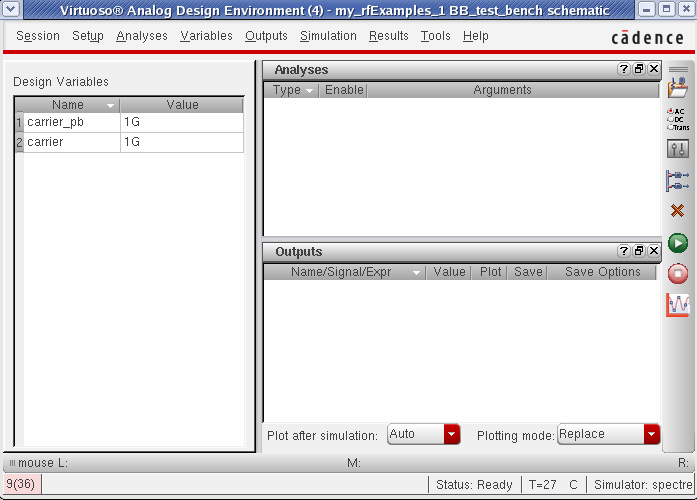 Virtuoso® Analog Design Environment (4) - my_rfExamples_1 BB_test_bench schematic
Session Setup Analyses Variables Outputs Simulation Results Tools Help
cādence
Design Variables
Name Value
1 carrier_pb 1G
2 carrier 1G
Analyses
Type Enable Arguments
AC
DC
Trans
Outputs
Name/Signal/Expr Value Plot Save Save Options
Plot after simulation: Auto Plotting mode: Replace
mouse L: M: R:
9(36) Status: Ready T=27 C Simulator: spectre